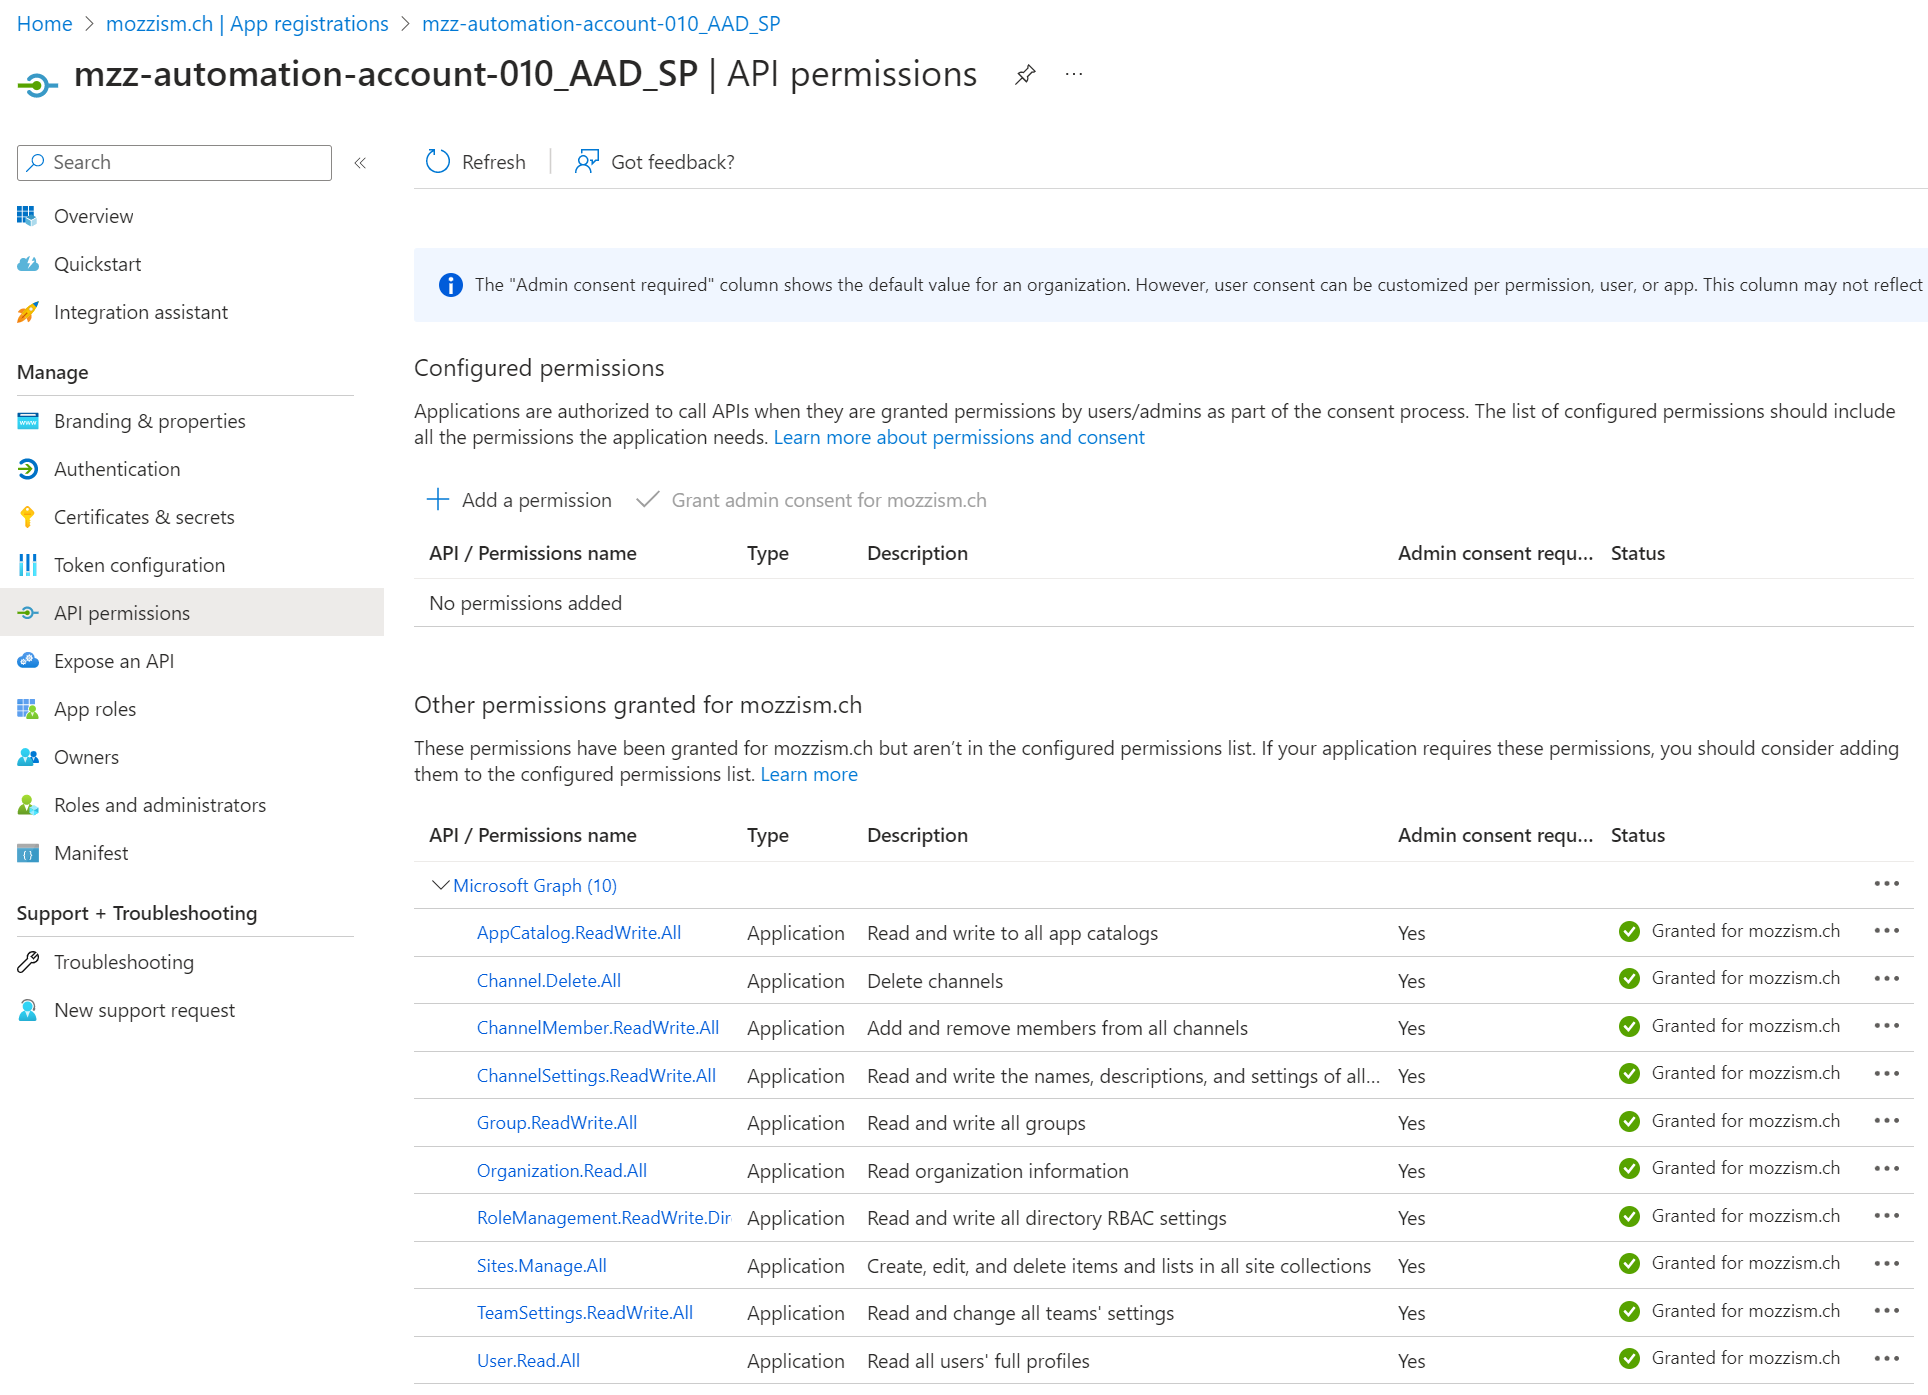 Home > mozzism.ch | App registrations > mzz-automation-account-010_AAD_SP
mzz-automation-account-010_AAD_SP | API permissions ...
Search «
Refresh | Got feedback?
Overview
Quickstart
Integration assistant
Manage
Branding & properties
Authentication
Certificates & secrets
Token configuration
API permissions
Expose an API
App roles
Owners
Roles and administrators
Manifest
Support + Troubleshooting
Troubleshooting
New support request
The "Admin consent required" column shows the default value for an organization. However, user consent can be customized per permission, user, or app. This column may not reflect
Configured permissions
Applications are authorized to call APIs when they are granted permissions by users/admins as part of the consent process. The list of configured permissions should include
all the permissions the application needs. Learn more about permissions and consent
Add a permission Grant admin consent for mozzism.ch
API / Permissions name Type Description Admin consent requ... Status
No permissions added
Other permissions granted for mozzism.ch
These permissions have been granted for mozzism.ch but aren't in the configured permissions list. If your application requires these permissions, you should consider adding
them to the configured permissions list. Learn more
API / Permissions name Type Description Admin consent requ... Status
Microsoft Graph (10) ...
AppCatalog.ReadWrite.All Application Read and write to all app catalogs Yes Granted for mozzism.ch ...
Channel.Delete.All Application Delete channels Yes Granted for mozzism.ch ...
ChannelMember.ReadWrite.All Application Add and remove members from all channels Yes Granted for mozzism.ch ...
ChannelSettings.ReadWrite.All Application Read and write the names, descriptions, and settings of all... Yes Granted for mozzism.ch ...
Group.ReadWrite.All Application Read and write all groups Yes Granted for mozzism.ch ...
Organization.Read.All Application Read organization information Yes Granted for mozzism.ch ...
RoleManagement.ReadWrite.Dir Application Read and write all directory RBAC settings Yes Granted for mozzism.ch ...
Sites.Manage.All Application Create, edit, and delete items and lists in all site collections Yes Granted for mozzism.ch ...
TeamSettings.ReadWrite.All Application Read and change all teams' settings Yes Granted for mozzism.ch ...
User.Read.All Application Read all users' full profiles Yes Granted for mozzism.ch ...